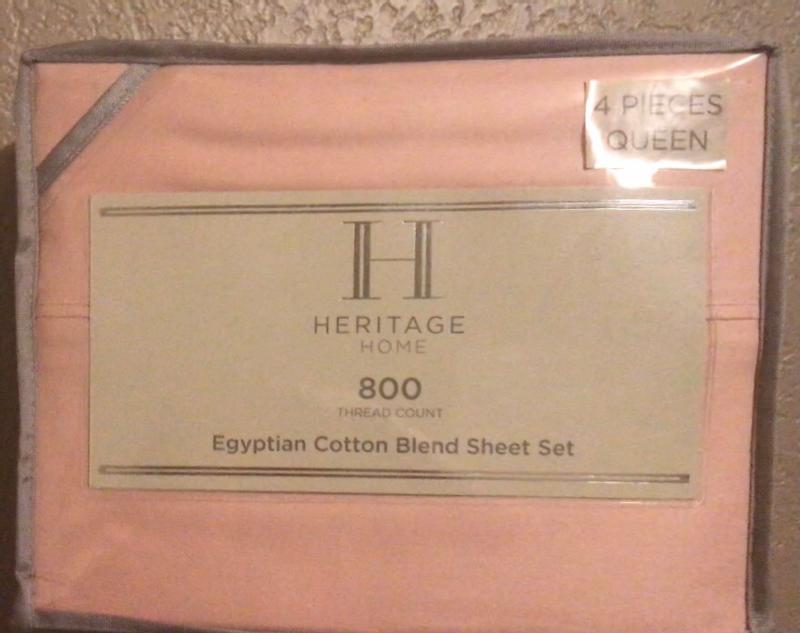 4 PIECES
QUEEN
H
HERITAGE
HOME
800
THREAD COUNT
Egyptian Cotton Blend Sheet Set